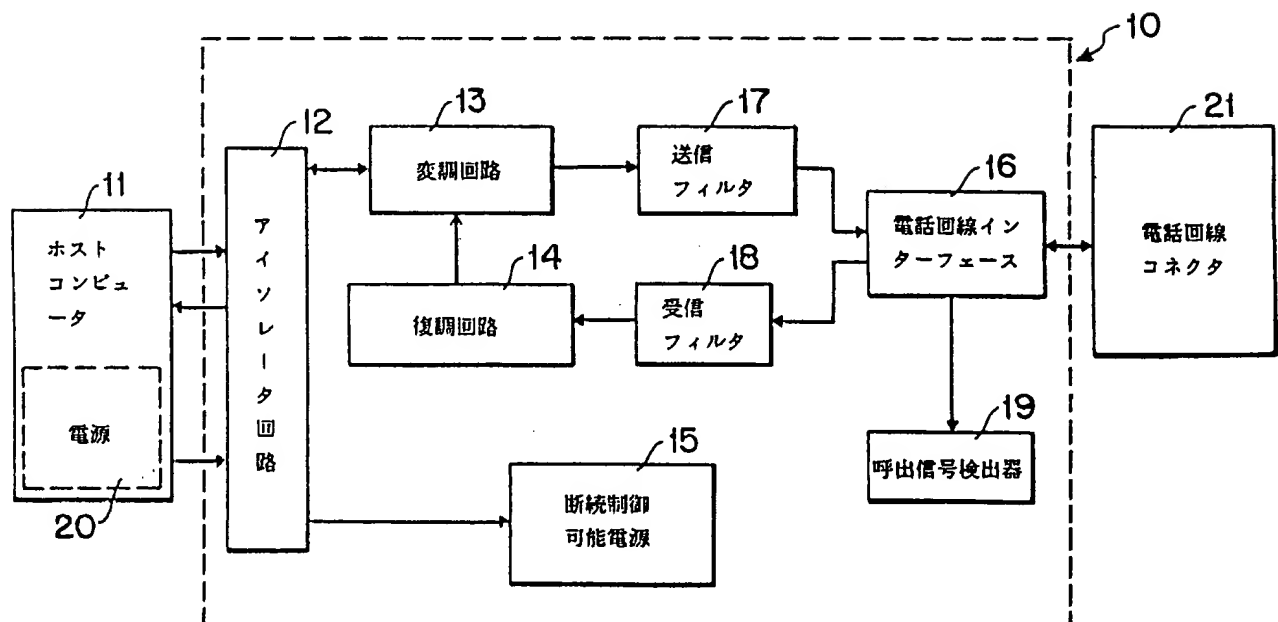 10
13
17
21
12
変調回路
送信
フィルタ
16
11
ホスト
コンピュ
ータ
アイソレータ回路
電話回線イン
ターフェース
電話回線
コネクタ
14
18
復調回路
受信
フィルタ
電源
15
19
断続制御
可能電源
呼出信号検出器
20